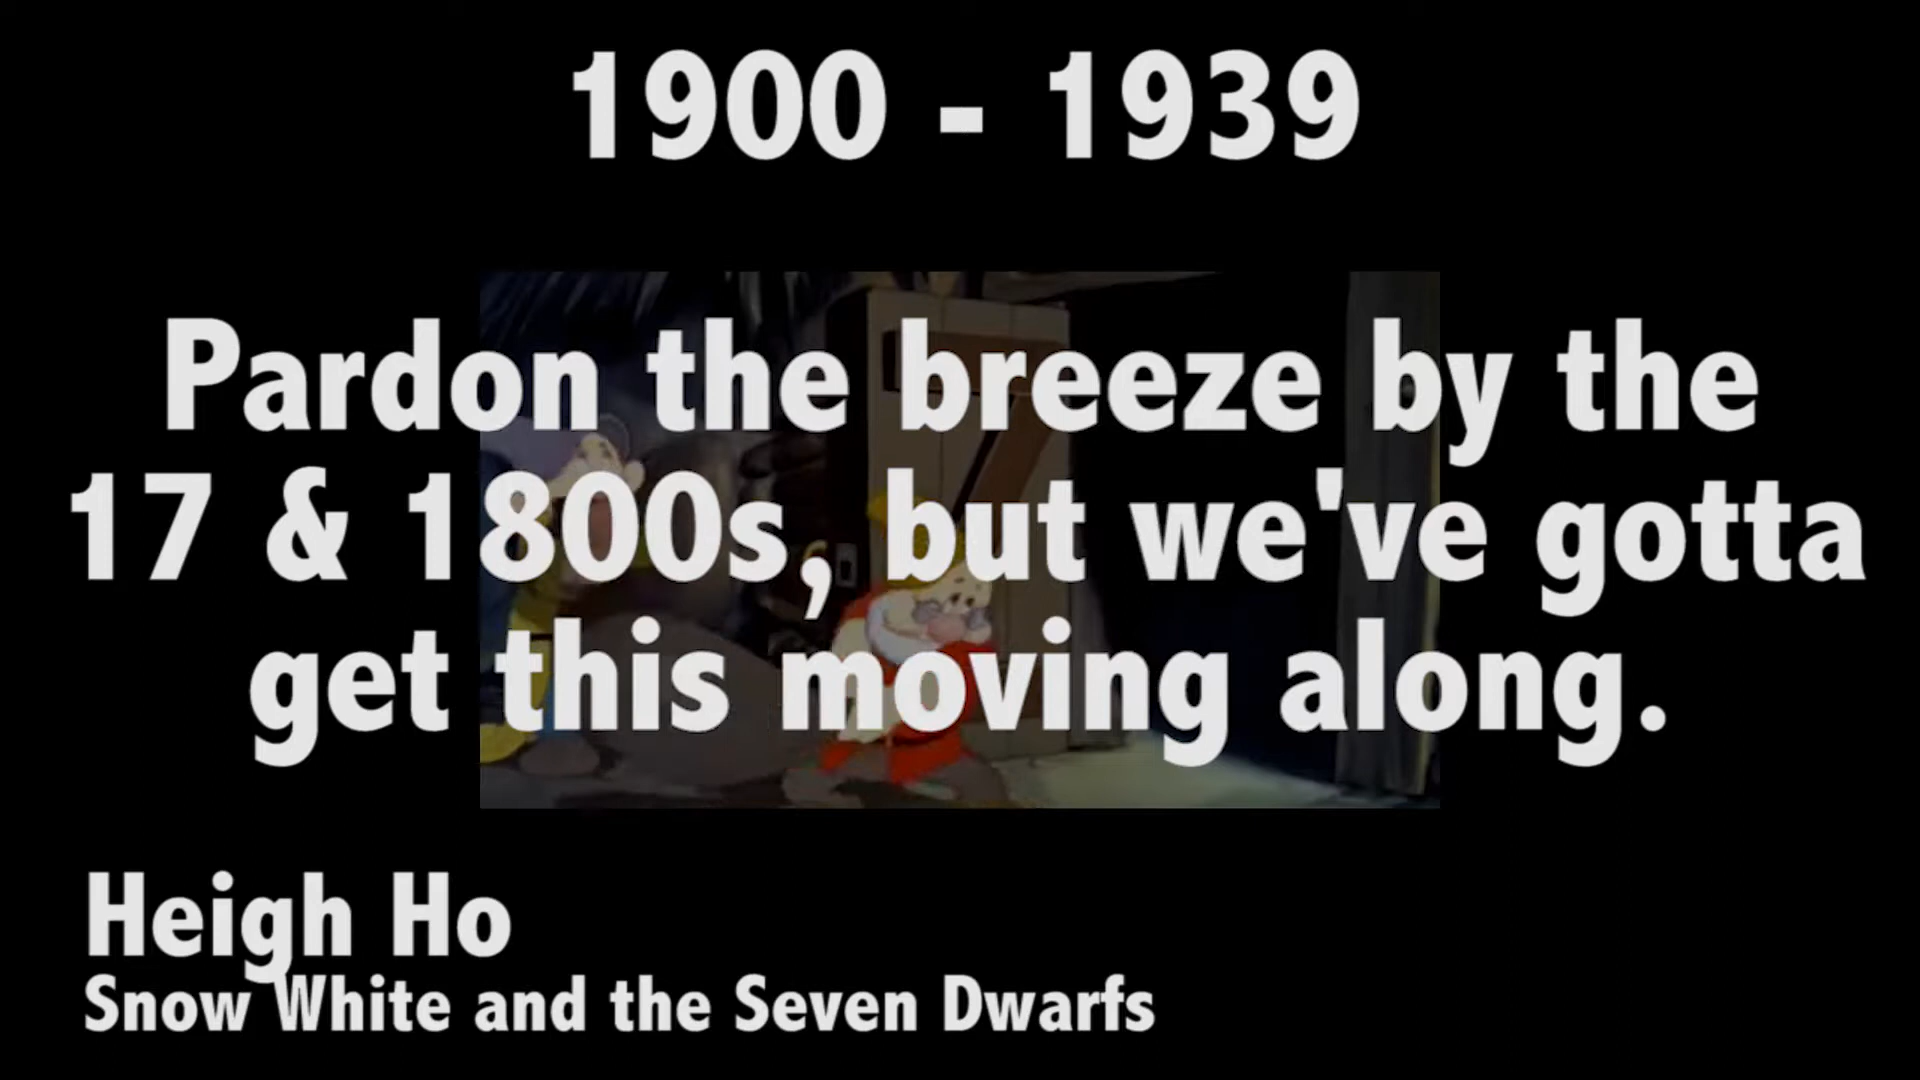 1900 - 1939
Pardon the breeze by the
17 & 1800s, but we've gotta
get this moving along.
Heigh Ho
Snow White and the Seven Dwarfs